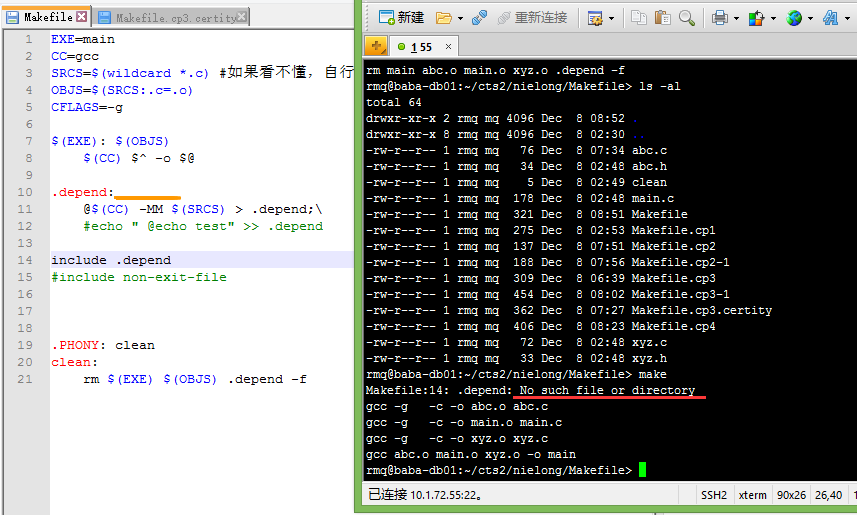 Makefile
Makefile.cp3.certity
1 EXE=main
2 CC=gcc
3 SRCS=$(wildcard *.c) #如果看不懂，自行
4 OBJS=$(SRCS:.c=.o)
5 CFLAGS=-g
6
7 $(EXE): $(OBJS)
8 $(CC) $^ -o $@
9
10 .depend:
11 @$(CC) -MM $(SRCS) > .depend;\
12 #echo " @echo test" >> .depend
13
14 include .depend
15 #include non-exit-file
16
17
18
19 .PHONY: clean
20 clean:
21 rm $(EXE) $(OBJS) .depend -f
新建
重新连接
1 55 ×
rm main abc.o main.o xyz.o .depend -f
rmq@baba-db01:~/cts2/nielong/Makefile> ls -al
total 64
drwxr-xr-x 2 rmq mq 4096 Dec 8 08:52 .
drwxr-xr-x 8 rmq mq 4096 Dec 8 02:30 ..
-rw-r--r-- 1 rmq mq 76 Dec 8 07:34 abc.c
-rw-r--r-- 1 rmq mq 34 Dec 8 02:48 abc.h
-rw-r--r-- 1 rmq mq 5 Dec 8 02:49 clean
-rw-r--r-- 1 rmq mq 178 Dec 8 02:48 main.c
-rw-r--r-- 1 rmq mq 321 Dec 8 08:51 Makefile
-rw-r--r-- 1 rmq mq 275 Dec 8 02:53 Makefile.cp1
-rw-r--r-- 1 rmq mq 137 Dec 8 07:51 Makefile.cp2
-rw-r--r-- 1 rmq mq 188 Dec 8 07:56 Makefile.cp2-1
-rw-r--r-- 1 rmq mq 309 Dec 8 06:39 Makefile.cp3
-rw-r--r-- 1 rmq mq 454 Dec 8 08:02 Makefile.cp3-1
-rw-r--r-- 1 rmq mq 362 Dec 8 07:27 Makefile.cp3.certity
-rw-r--r-- 1 rmq mq 406 Dec 8 08:23 Makefile.cp4
-rw-r--r-- 1 rmq mq 72 Dec 8 02:48 xyz.c
-rw-r--r-- 1 rmq mq 33 Dec 8 02:48 xyz.h
rmq@baba-db01:~/cts2/nielong/Makefile> make
Makefile:14: .depend: No such file or directory
gcc -g -c -o abc.o abc.c
gcc -g -c -o main.o main.c
gcc -g -c -o xyz.o xyz.c
gcc abc.o main.o xyz.o -o main
rmq@baba-db01:~/cts2/nielong/Makefile>
已连接 10.1.72.55:22。 SSH2 xterm 90x26 26,40 1